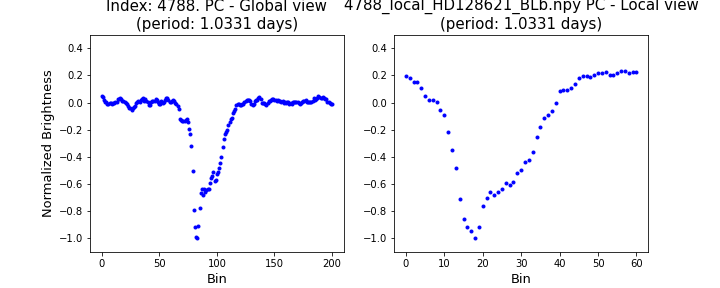 Index: 4788. PC - Global view
(period: 1.0331 days)
4788_local_HD128621_BLb.npy PC - Local view
(period: 1.0331 days)
Normalized Brightness
0.4
0.2
0.0
−0.2
−0.4
−0.6
−0.8
−1.0
0.4
0.2
0.0
−0.2
−0.4
−0.6
−0.8
−1.0
0 50 100 150 200
0 10 20 30 40 50 60
Bin
Bin